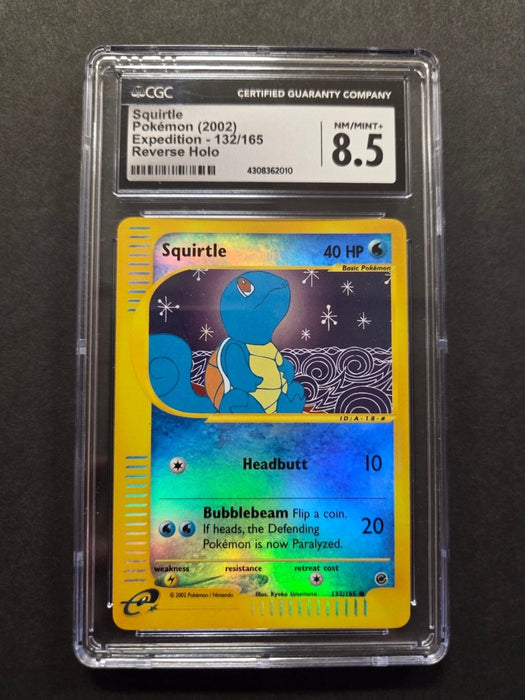 CGC CERTIFIED GUARANTY COMPANY
Squirtle
Pokémon (2002)
Expedition - 132/165
Reverse Holo
4308362010
NM/MINT+
8.5
Squirtle 40 HP
Basic Pokémon
ID:A-18-#
Headbutt 10
Bubblebeam Flip a coin.
If heads, the Defending
Pokémon is now Paralyzed.
20
weakness resistance retreat cost
© 2002 Pokémon / Nintendo Illus. Kyoko Umemoto 132/165
e